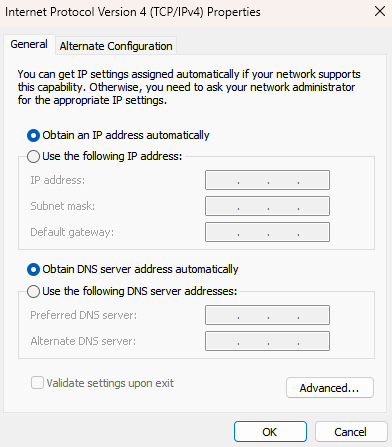 Internet Protocol Version 4 (TCP/IPv4) Properties
General
Alternate Configuration
You can get IP settings assigned automatically if your network supports
this capability. Otherwise, you need to ask your network administrator
for the appropriate IP settings.
Obtain an IP address automatically
Use the following IP address:
IP address:
Subnet mask:
Default gateway:
Obtain DNS server address automatically
Use the following DNS server addresses:
Preferred DNS server:
Alternate DNS server:
Validate settings upon exit
Advanced...
OK
Cancel